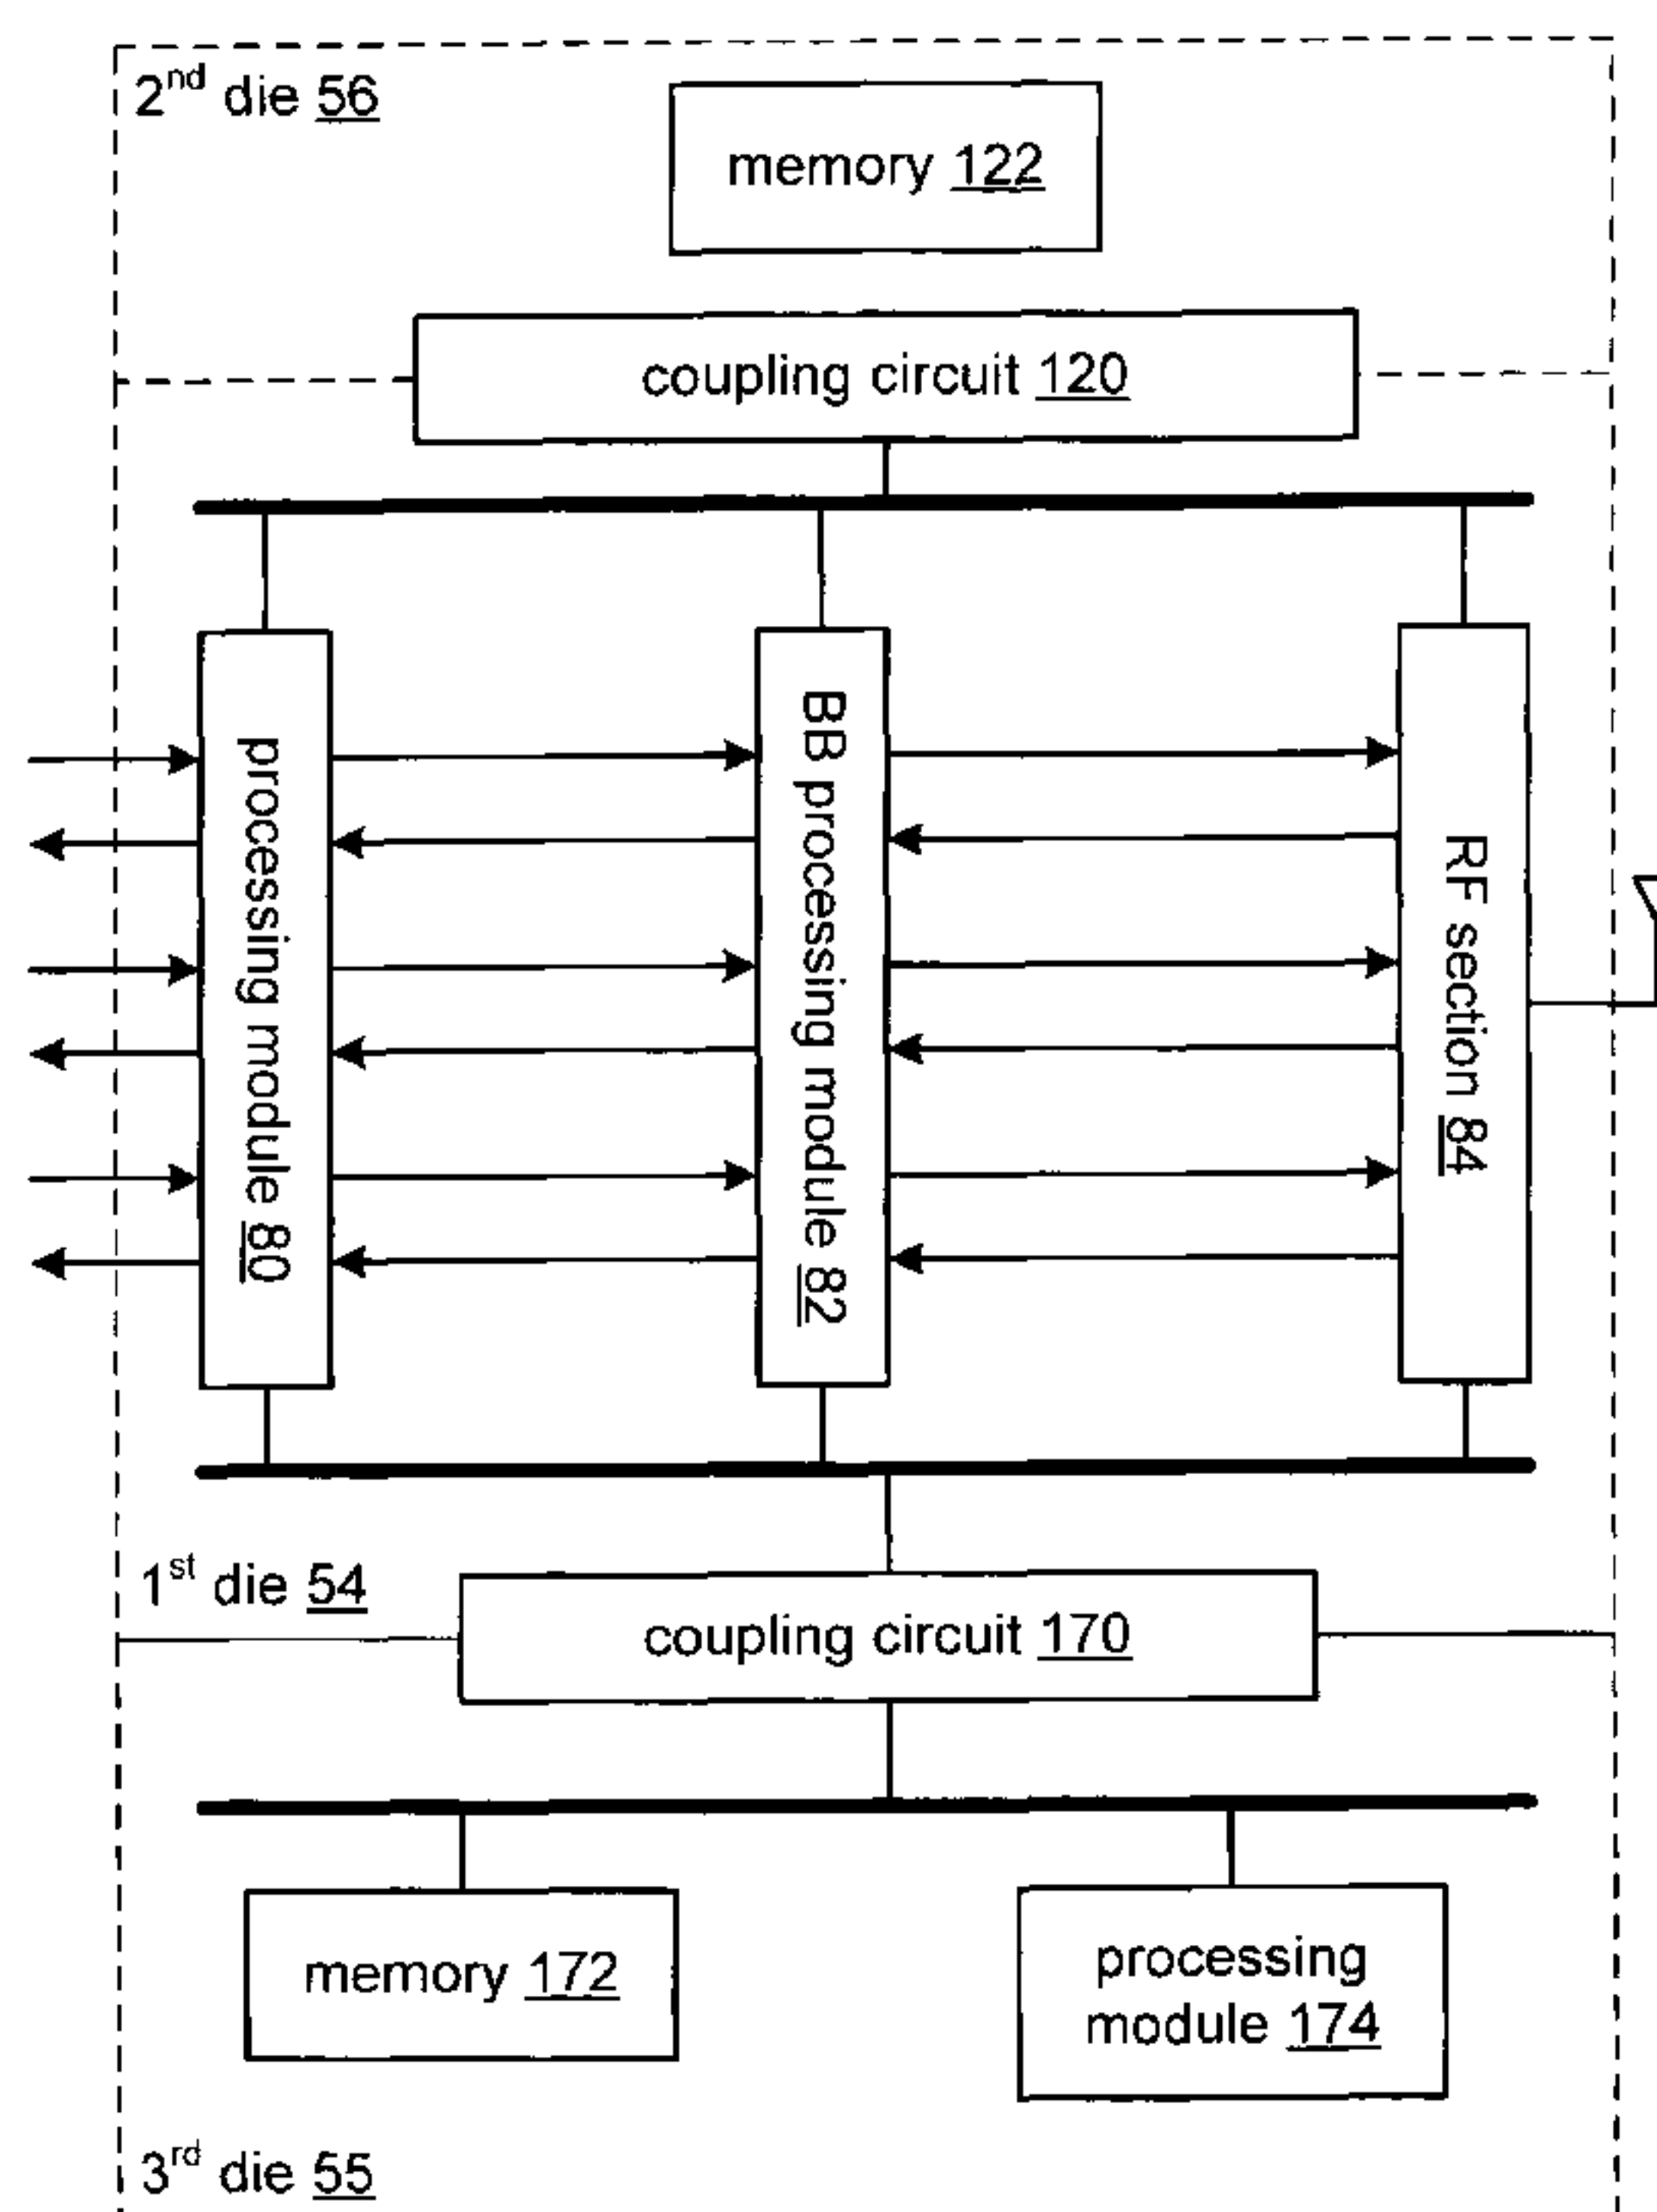 2nd die 56
memory 122
coupling circuit 120
processing module 80
BB processing module 82
RF section 84
1st die 54
coupling circuit 170
memory 172
processing
module 174
3rd die 55